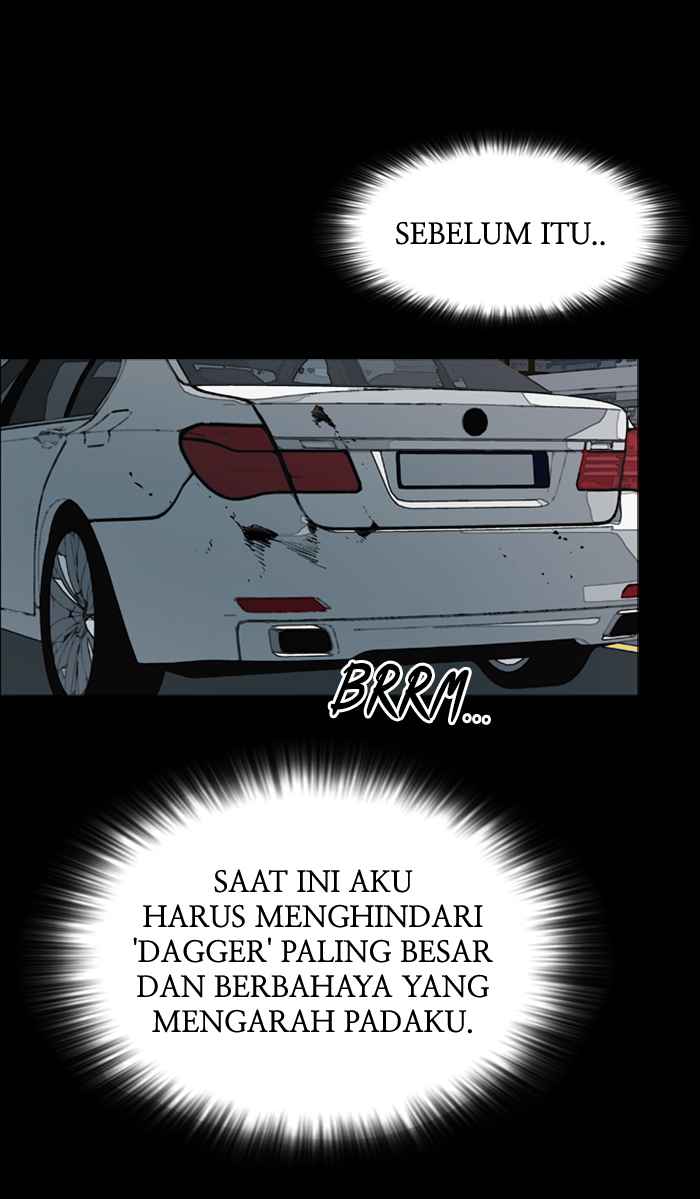 SEBELUM ITU..
BRRM...
SAAT INI AKU
HARUS MENGHINDARI
'DAGGER' PALING BESAR
DAN BERBAHAYA YANG
MENGARAH PADAKU.